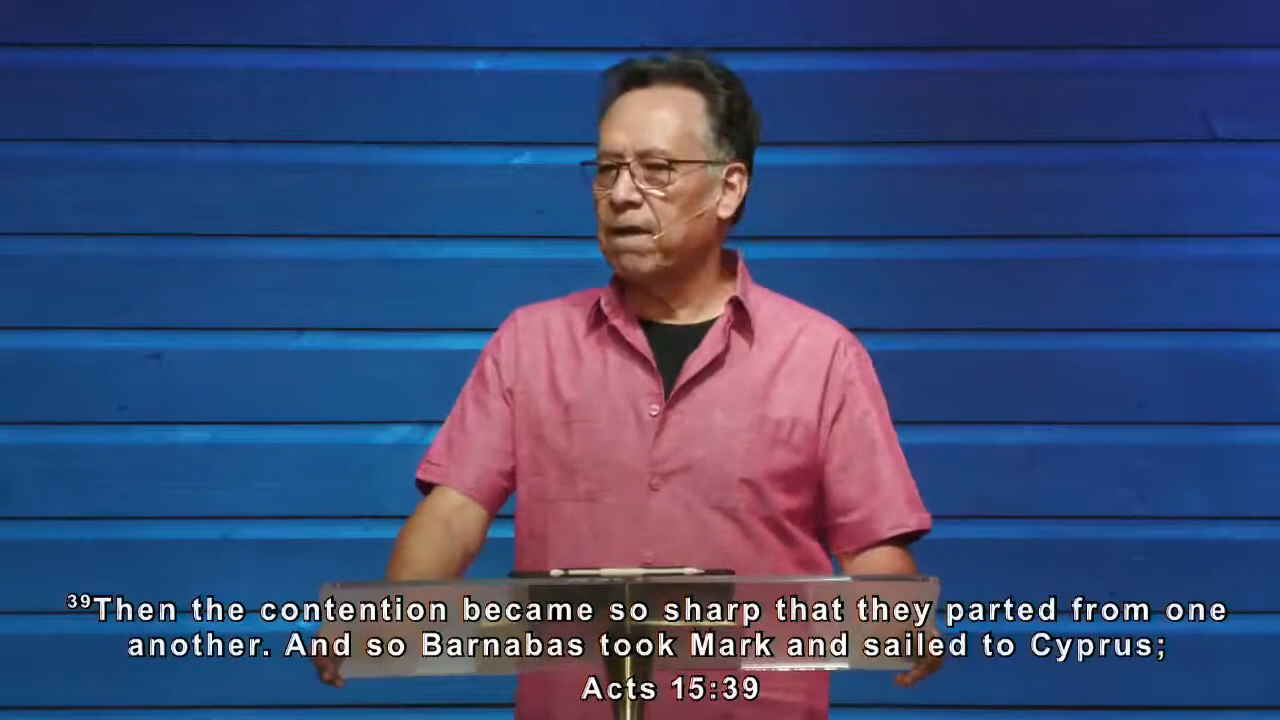 ³⁹Then the contention became so sharp that they parted from one
another. And so Barnabas took Mark and sailed to Cyprus;
Acts 15:39